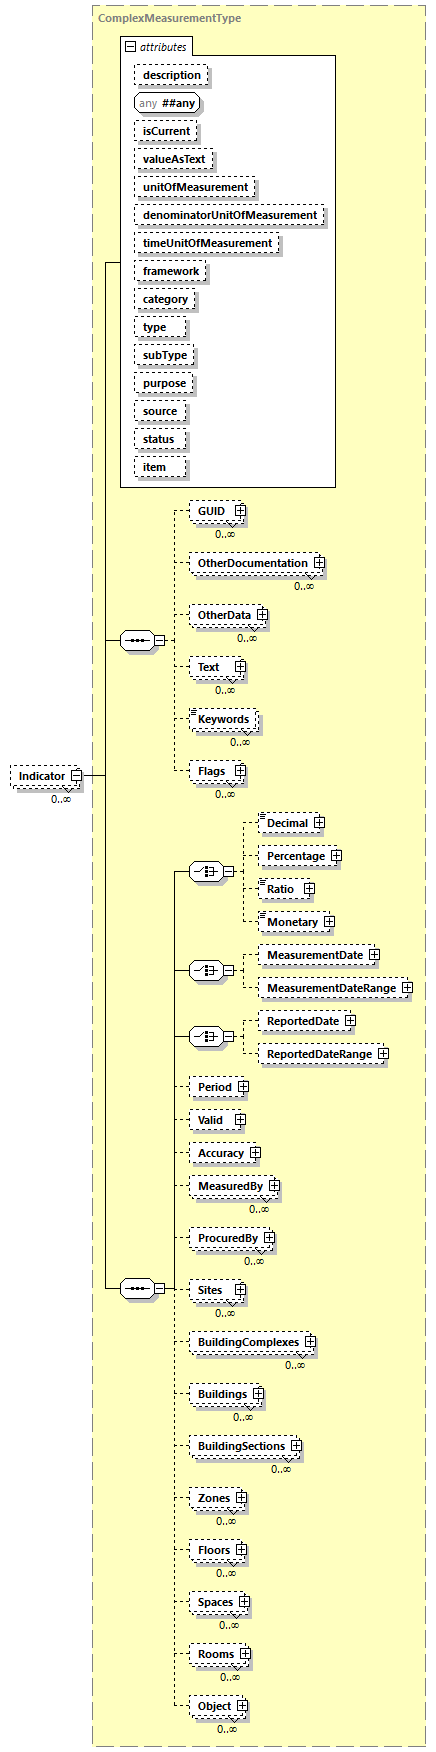 ComplexMeasurementType
attributes
description
any ##any
isCurrent
valueAsText
unitOfMeasurement
denominatorUnitOfMeasurement
timeUnitOfMeasurement
framework
category
type
subType
purpose
source
status
item
GUID
0..∞
OtherDocumentation
0..∞
OtherData
0..∞
Text
0..∞
Keywords
0..∞
Flags
0..∞
Indicator
0..∞
Decimal
Percentage
Ratio
Monetary
MeasurementDate
MeasurementDateRange
ReportedDate
ReportedDateRange
Period
Valid
Accuracy
MeasuredBy
0..∞
ProcuredBy
0..∞
Sites
0..∞
BuildingComplexes
0..∞
Buildings
0..∞
BuildingSections
0..∞
Zones
0..∞
Floors
0..∞
Spaces
0..∞
Rooms
0..∞
Object
0..∞